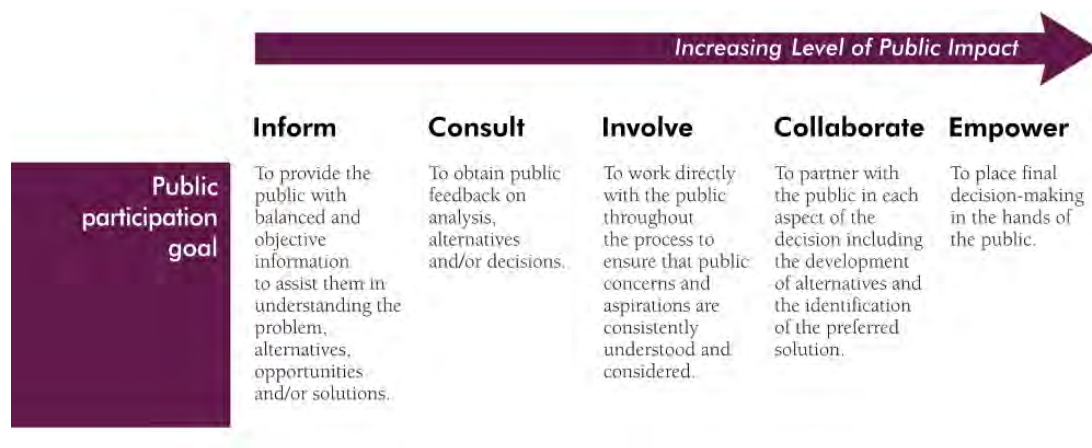 Increasing Level of Public Impact
Inform
To provide the
public with
balanced and
objective
information
to assist them in
understanding the
problem,
alternatives,
opportunities
and/or solutions.
Consult
To obtain public
feedback on
analysis,
alternatives
and/or decisions.
Involve
To work directly
with the public
throughout
the process to
ensure that public
concerns and
aspirations are
consistently
understood and
considered.
Collaborate
To partner with
the public in each
aspect of the
decision including
the development
of alternatives and
the identification
of the preferred
solution.
Empower
To place final
decision-making
in the hands of
the public.
Public
participation
goal